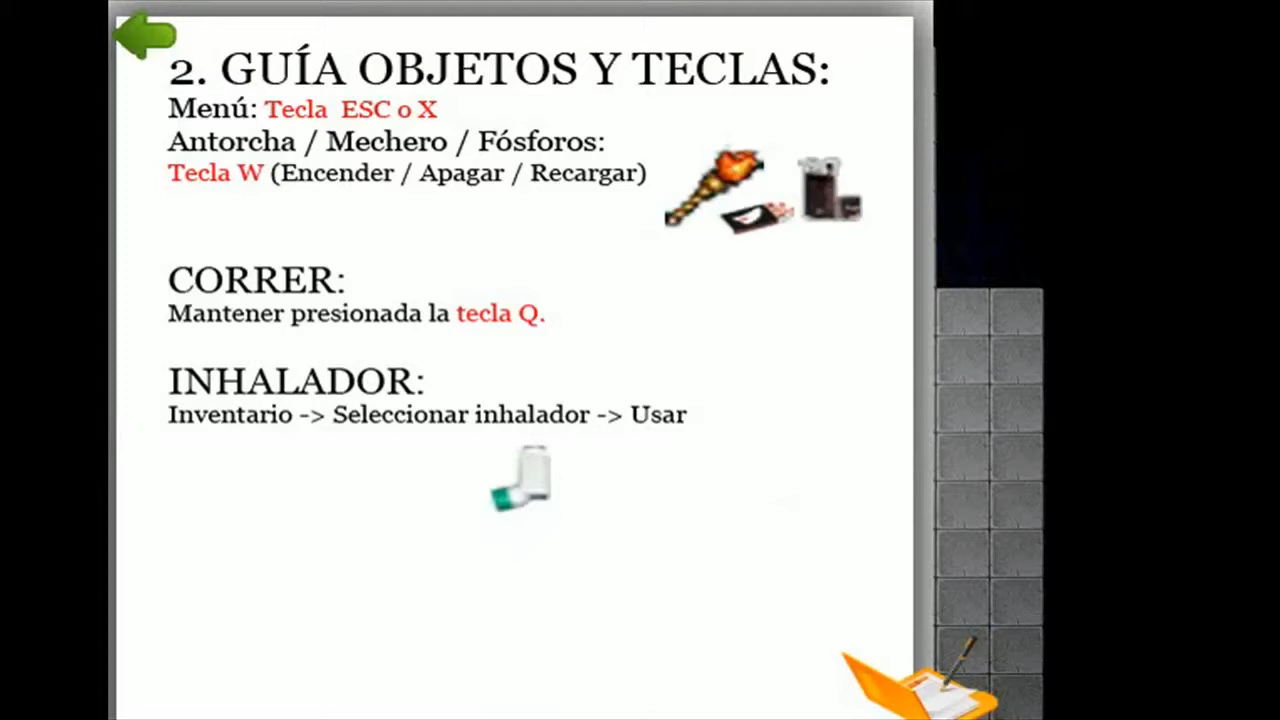 2. GUÍA OBJETOS Y TECLAS:
Menú: Tecla ESC o X
Antorcha / Mechero / Fósforos:
Tecla W (Encender / Apagar / Recargar)
CORRER:
Mantener presionada la tecla Q.
INHALADOR:
Inventario -> Seleccionar inhalador -> Usar